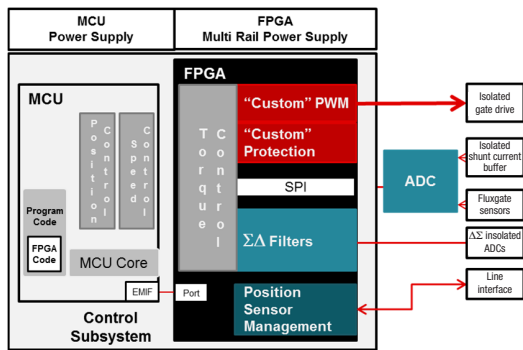 MCU
Power Supply
FPGA
Multi Rail Power Supply
FPGA
MCU
Position
Control
Speed
Control
Program
Code
FPGA
Code
MCU Core
EMIF
Control
Subsystem
Torque
Control
“Custom” PWM
“Custom”
Protection
SPI
ΣΔ Filters
Port
Position
Sensor
Management
ADC
Isolated
gate drive
Isolated
shunt current
buffer
Fluxgate
sensors
ΔΣ insolated
ADCs
Line
interface